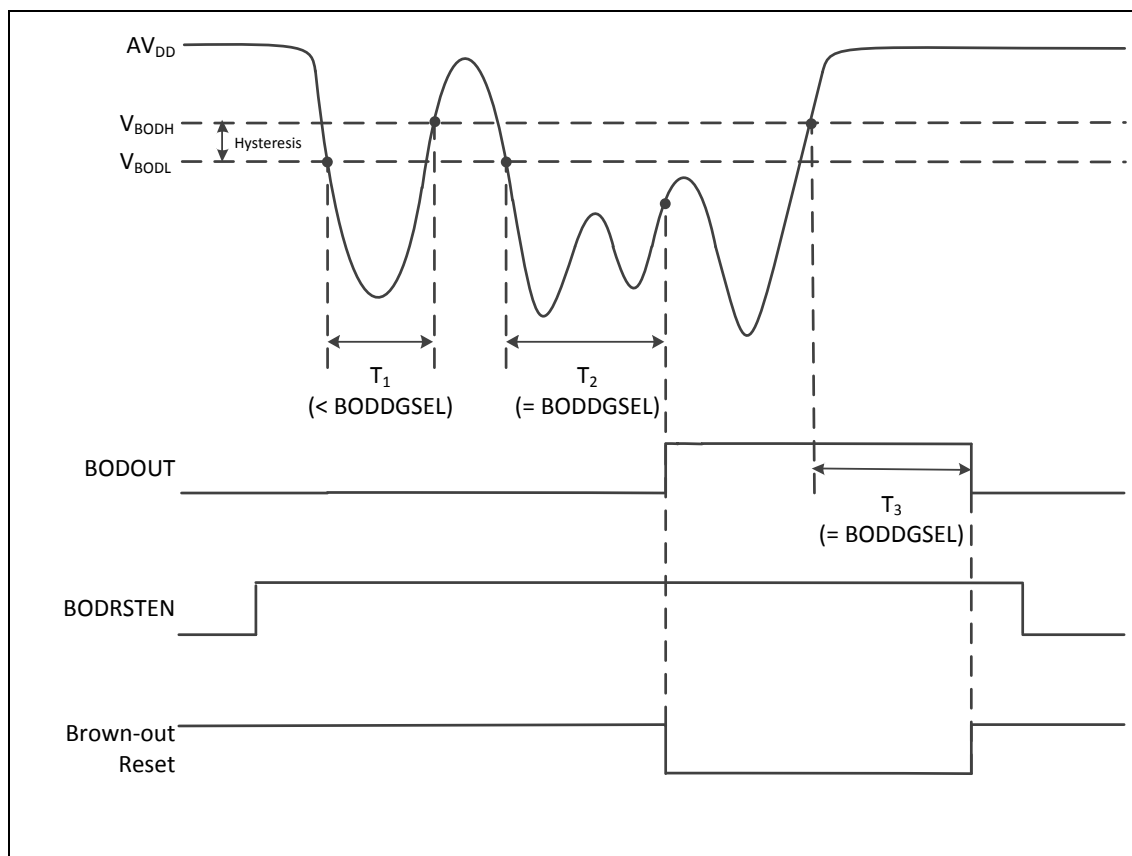 AVDD
VBODH
Hysteresis
VBODL
T1
(< BODDGSEL)
T2
(= BODDGSEL)
BODOUT
T3
(= BODDGSEL)
BODRSTEN
Brown-out
Reset